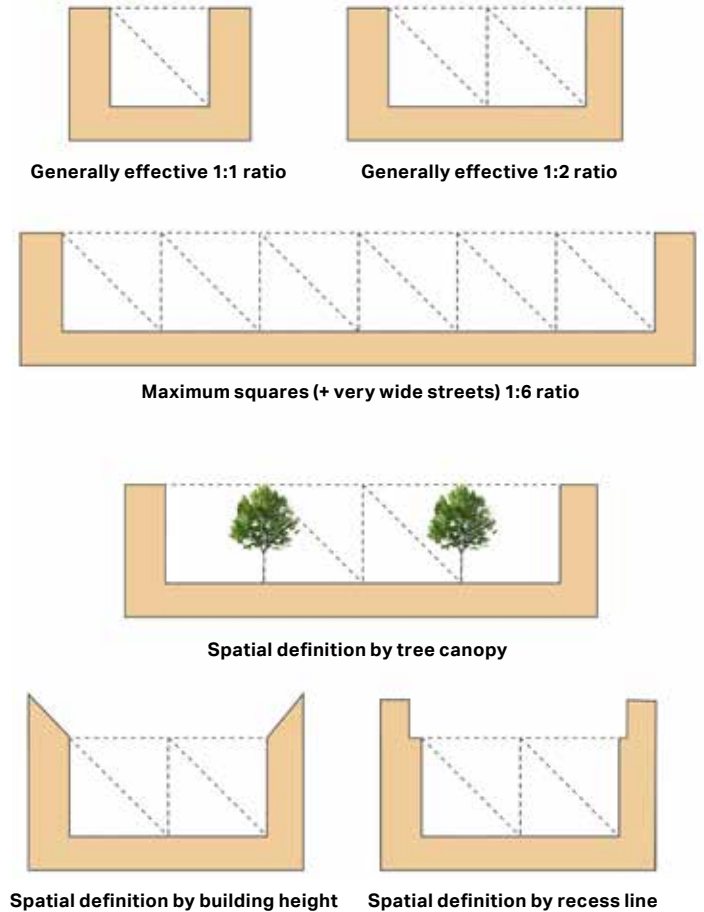 Generally effective 1:1 ratio
Generally effective 1:2 ratio
Maximum squares (+ very wide streets) 1:6 ratio
Spatial definition by tree canopy
Spatial definition by building height
Spatial definition by recess line